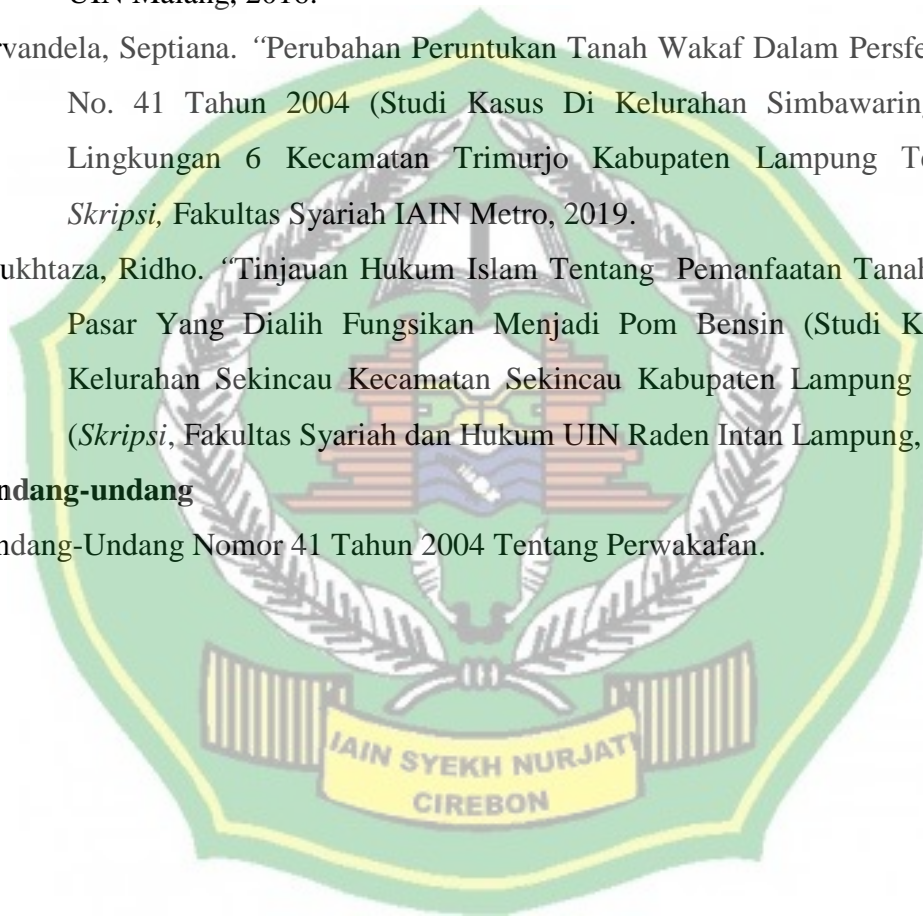 UIN Malang, 2018.
rvandela, Septiana. “Perubahan Peruntukan Tanah Wakaf Dalam Persfe
No. 41 Tahun 2004 (Studi Kasus Di Kelurahan Simbawarin
Lingkungan 6 Kecamatan Trimurjo Kabupaten Lampung Te
Skripsi, Fakultas Syariah IAIN Metro, 2019.
ukhtaza, Ridho. “Tinjauan Hukum Islam Tentang Pemanfaatan Tanah
Pasar Yang Dialih Fungsikan Menjadi Pom Bensin (Studi K
Kelurahan Sekincau Kecamatan Sekincau Kabupaten Lampung
(Skripsi, Fakultas Syariah dan Hukum UIN Raden Intan Lampung,
ndang-undang
ndang-Undang Nomor 41 Tahun 2004 Tentang Perwakafan.
IAIN SYEKH NURJATI
CIREBON